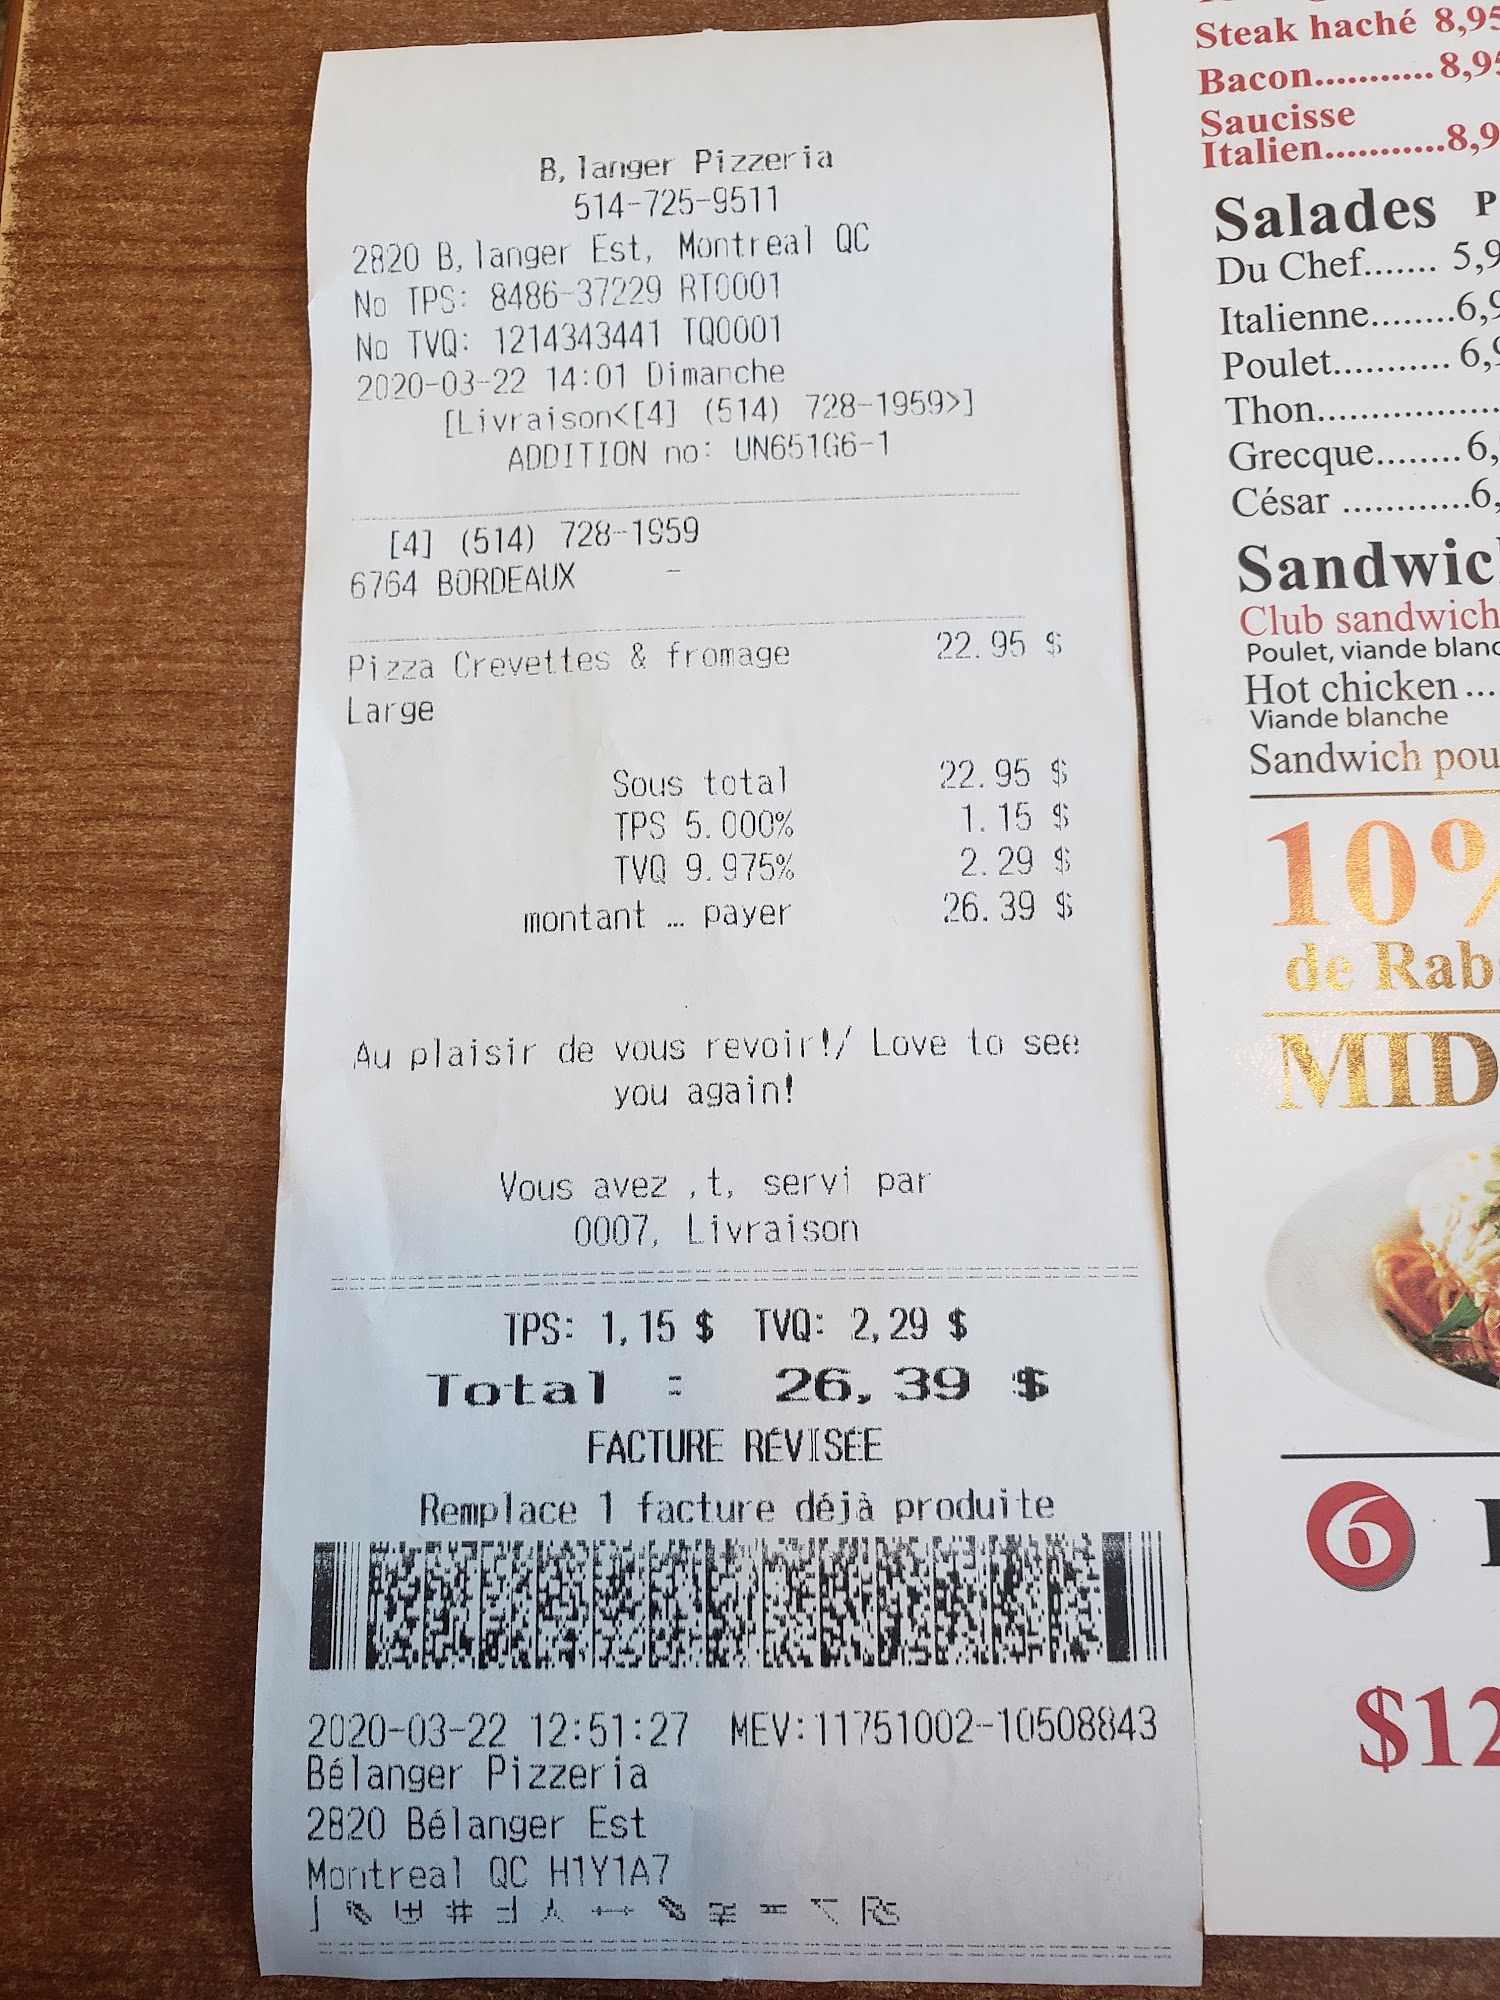 B,langer Pizzeria
514-725-9511
2820 B,langer Est, Montreal QC
No TPS: 8486-37229 RT0001
No TVQ: 1214343441 TQ0001
2020-03-22 14:01 Dimanche
[Livraison<[4] (514) 728-1959>]
ADDITION no: UN651G6-1
[4] (514) 728-1959
6764 BORDEAUX -
Pizza Crevettes & fromage 22.95 $
Large
Sous total 22.95 $
TPS 5.000% 1.15 $
TVQ 9.975% 2.29 $
montant … payer 26.39 $
Au plaisir de vous revoir!/ Love to see
you again!
Vous avez ,t, servi par
0007, Livraison
TPS: 1,15 $ TVQ: 2,29 $
Total : 26,39 $
FACTURE RÉVISÉE
Remplace 1 facture déjà produite
2020-03-22 12:51:27 MEV:11751002-10508843
Bélanger Pizzeria
2820 Bélanger Est
Montreal QC H1Y1A7
Steak haché 8,95
Bacon............ 8,95
Saucisse
Italien............8,9
Salades P
Du Chef....... 5,9
Italienne........6,9
Poulet........... 6,9
Thon.................
Grecque........6,
César ............6,
Sandwic
Club sandwich
Poulet, viande blanc
Hot chicken ...
Viande blanche
Sandwich pou
10%
de Rab
MID
6
$12